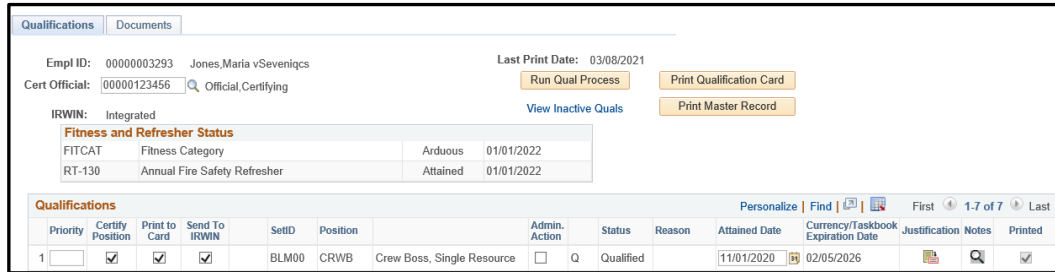 Qualifications Documents
Empl ID: 00000003293 Jones,Maria vSeveniqcs Last Print Date: 03/08/2021
Cert Official: 00000123456 Official,Certifying Run Qual Process Print Qualification Card
IRWIN: Integrated View Inactive Quals Print Master Record
Fitness and Refresher Status
FITCAT Fitness Category Arduous 01/01/2022
RT-130 Annual Fire Safety Refresher Attained 01/01/2022
Qualifications Personalize | Find | | First 1-7 of 7 Last
Priority Certify Position Print to Card Send To IRWIN SetID Position Admin. Action Status Reason Attained Date Currency/Taskbook Expiration Date Justification Notes Printed
1 BLM00 CRWB Crew Boss, Single Resource Q Qualified 11/01/2020 02/05/2026